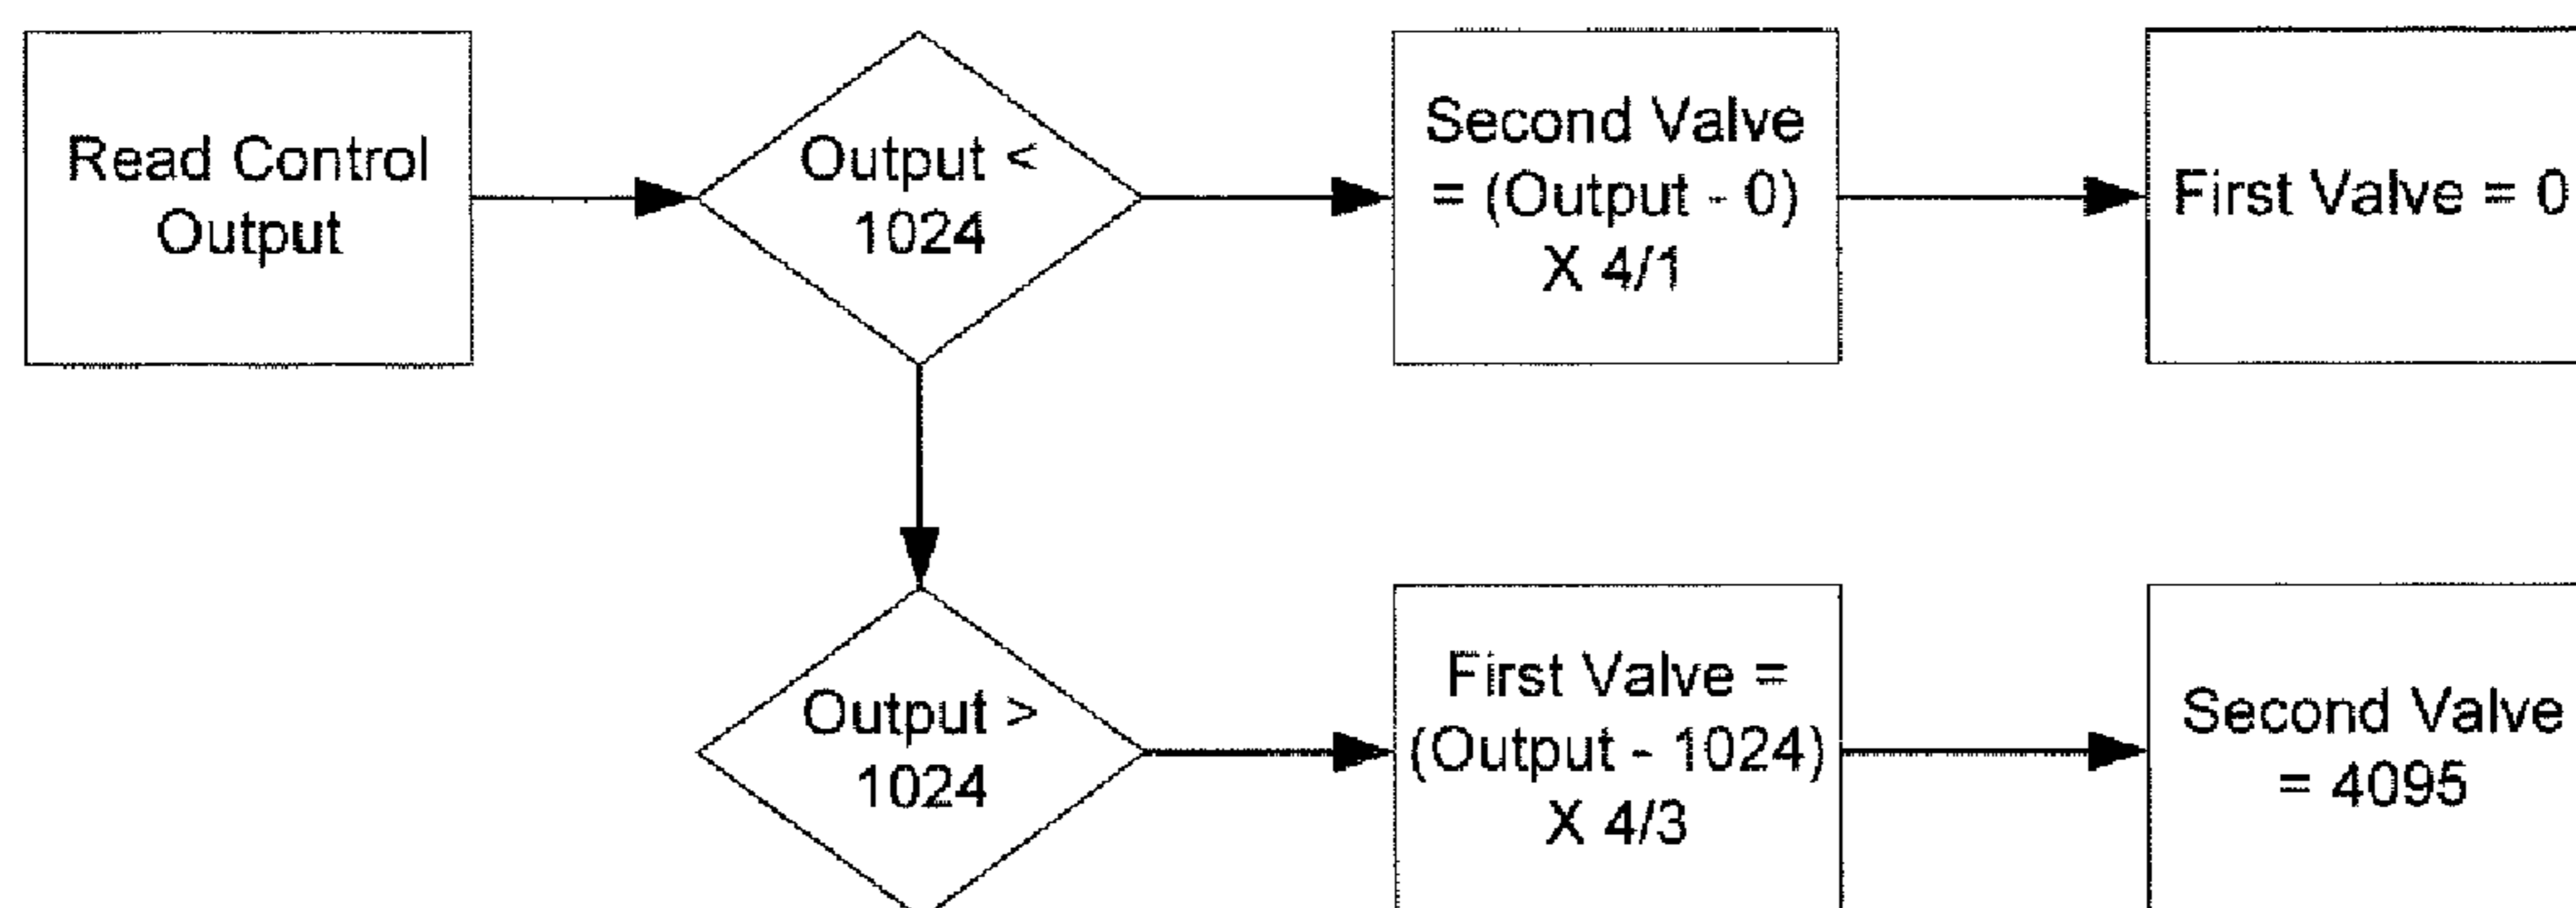 Read Control
Output
Output <
1024
Second Valve
= (Output - 0)
X 4/1
First Valve = 0
Output >
1024
First Valve =
(Output - 1024)
X 4/3
Second Valve
= 4095